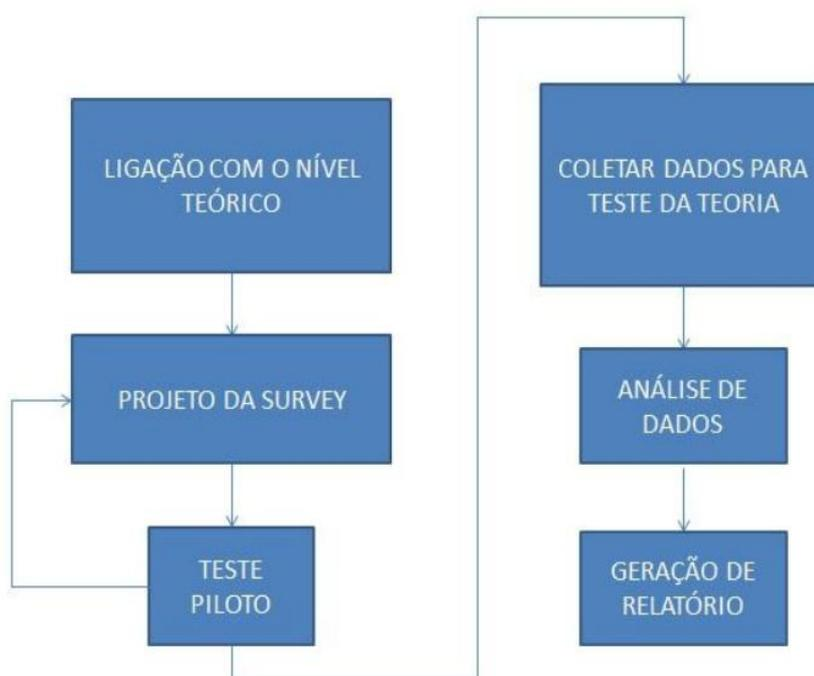 LIGAÇÃO COM O NÍVEL
TEÓRICO
PROJETO DA SURVEY
TESTE
PILOTO
COLETAR DADOS PARA
TESTE DA TEORIA
ANÁLISE DE
DADOS
GERAÇÃO DE
RELATÓRIO